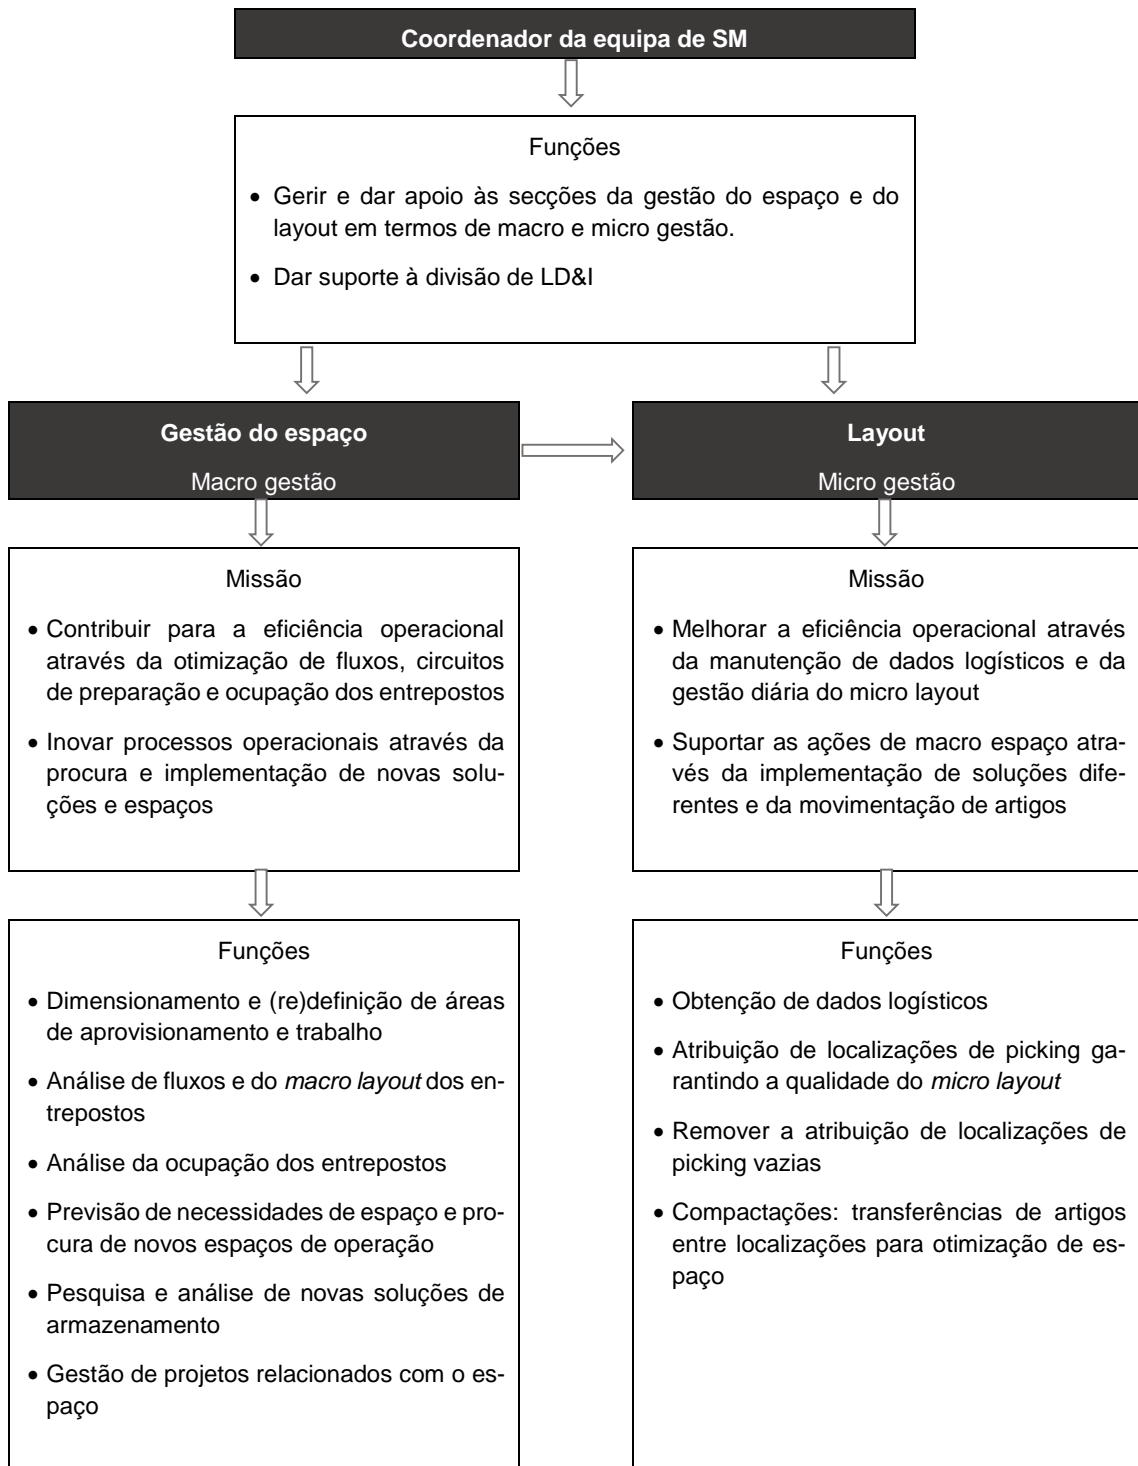 Coordenador da equipa de SM
Funções
• Gerir e dar apoio às secções da gestão do espaço e do
layout em termos de macro e micro gestão.
• Dar suporte à divisão de LD&I
Gestão do espaço
Macro gestão
Layout
Micro gestão
Missão
• Contribuir para a eficiência operacional
através da otimização de fluxos, circuitos
de preparação e ocupação dos entrepostos
• Inovar processos operacionais através da
procura e implementação de novas solu-
ções e espaços
Missão
• Melhorar a eficiência operacional através
da manutenção de dados logísticos e da
gestão diária do micro layout
• Suportar as ações de macro espaço atra-
vés da implementação de soluções dife-
rentes e da movimentação de artigos
Funções
• Dimensionamento e (re)definição de áreas
de aprovisionamento e trabalho
• Análise de fluxos e do macro layout dos en-
trepostos
• Análise da ocupação dos entrepostos
• Previsão de necessidades de espaço e pro-
cura de novos espaços de operação
• Pesquisa e análise de novas soluções de
armazenamento
• Gestão de projetos relacionados com o es-
paço
Funções
• Obtenção de dados logísticos
• Atribuição de localizações de picking ga-
rantindo a qualidade do micro layout
• Remover a atribuição de localizações de
picking vazias
• Compactações: transferências de artigos
entre localizações para otimização de es-
paço